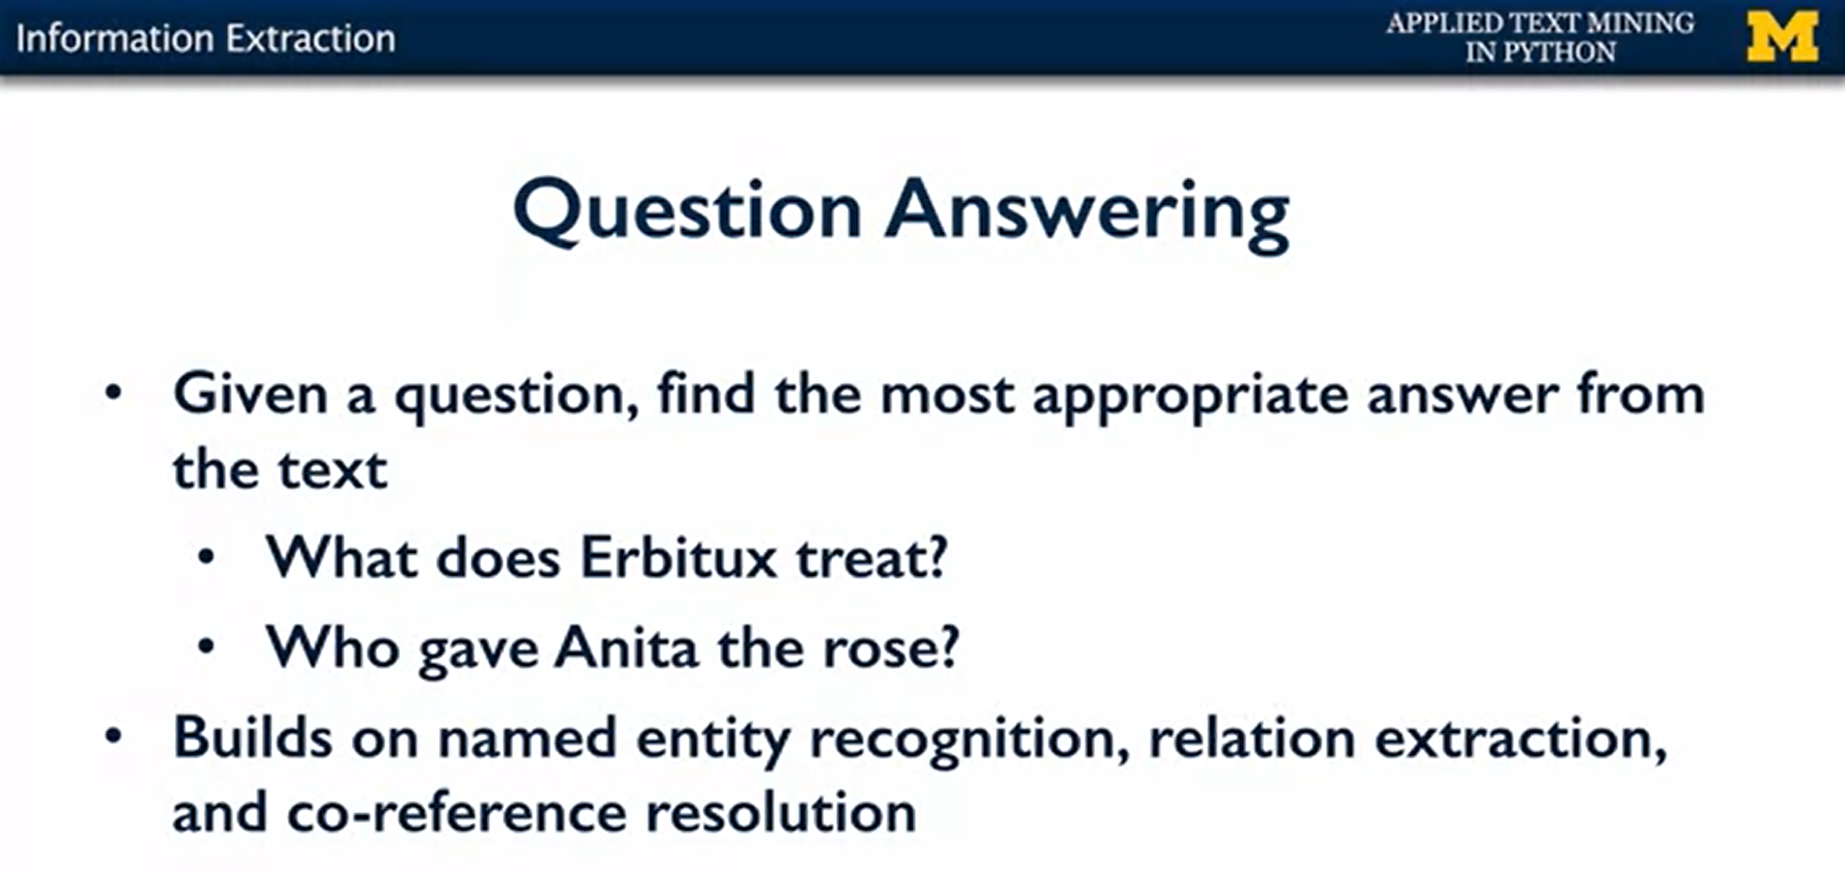 Information Extraction
APPLIED TEXT MINING
IN PYTHON
M
Question Answering
• Given a question, find the most appropriate answer from
the text
• What does Erbitux treat?
• Who gave Anita the rose?
• Builds on named entity recognition, relation extraction,
and co-reference resolution